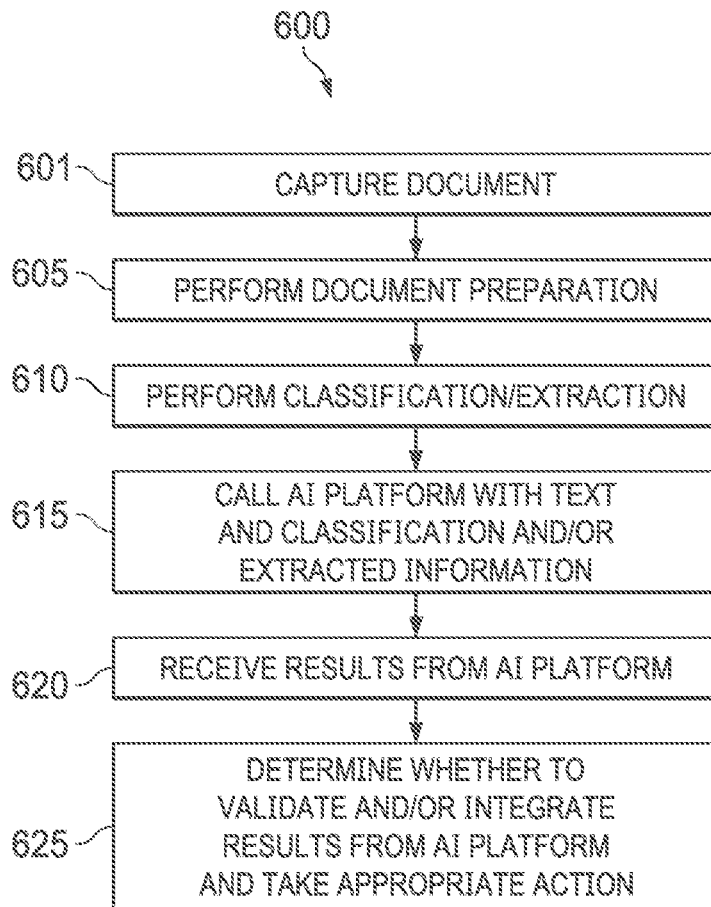 600
601
CAPTURE DOCUMENT
605
PERFORM DOCUMENT PREPARATION
610
PERFORM CLASSIFICATION/EXTRACTION
615
CALL AI PLATFORM WITH TEXT
AND CLASSIFICATION AND/OR
EXTRACTED INFORMATION
620
RECEIVE RESULTS FROM AI PLATFORM
625
DETERMINE WHETHER TO
VALIDATE AND/OR INTEGRATE
RESULTS FROM AI PLATFORM
AND TAKE APPROPRIATE ACTION